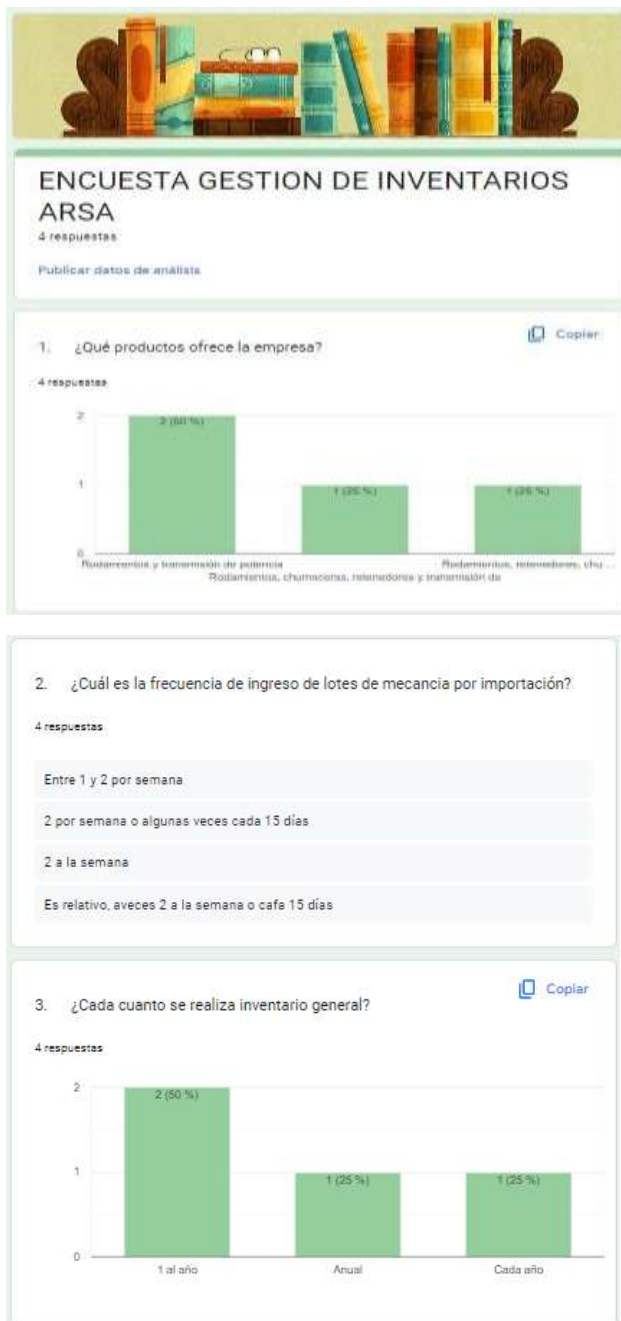 ENCUESTA GESTION DE INVENTARIOS
ARSA
4 respuestas
Publicar datos de análisis
Copiar
1. ¿Qué productos ofrece la empresa?
4 respuestas
2
2 (50 %)
1
1 (25 %)
1 (25 %)
0
Rodamientos y transmisión de potencia
Rodamientos, retenedores, chu ...
Rodamientos, chumaceras, retenedores y transmisión de
2. ¿Cuál es la frecuencia de ingreso de lotes de mecancia por importación?
4 respuestas
Entre 1 y 2 por semana
2 por semana o algunas veces cada 15 días
2 a la semana
Es relativo, aveces 2 a la semana o cafa 15 días
Copiar
3. ¿Cada cuanto se realiza inventario general?
4 respuestas
2
2 (50 %)
1
1 (25 %)
1 (25 %)
0
1 al año
Anual
Cada año